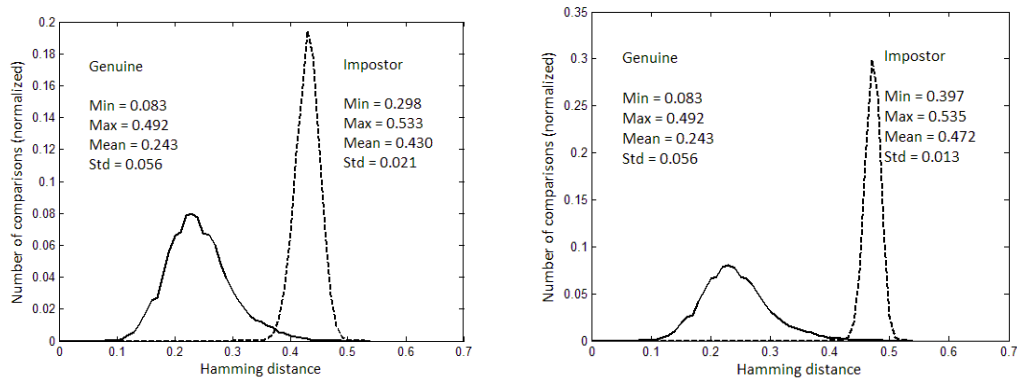 0.2
0.18
0.16
0.14
0.12
0.1
0.08
0.06
0.04
0.02
0
Number of comparisons (normalized)
Genuine
Min = 0.083
Max = 0.492
Mean = 0.243
Std = 0.056
Impostor
Min = 0.298
Max = 0.533
Mean = 0.430
Std = 0.021
0 0.1 0.2 0.3 0.4 0.5 0.6 0.7
Hamming distance
0.35
0.3
0.25
0.2
0.15
0.1
0.05
0
Number of comparisons (normalized)
Genuine
Min = 0.083
Max = 0.492
Mean = 0.243
Std = 0.056
Impostor
Min = 0.397
Max = 0.535
Mean = 0.472
Std = 0.013
0 0.1 0.2 0.3 0.4 0.5 0.6 0.7
Hamming distance